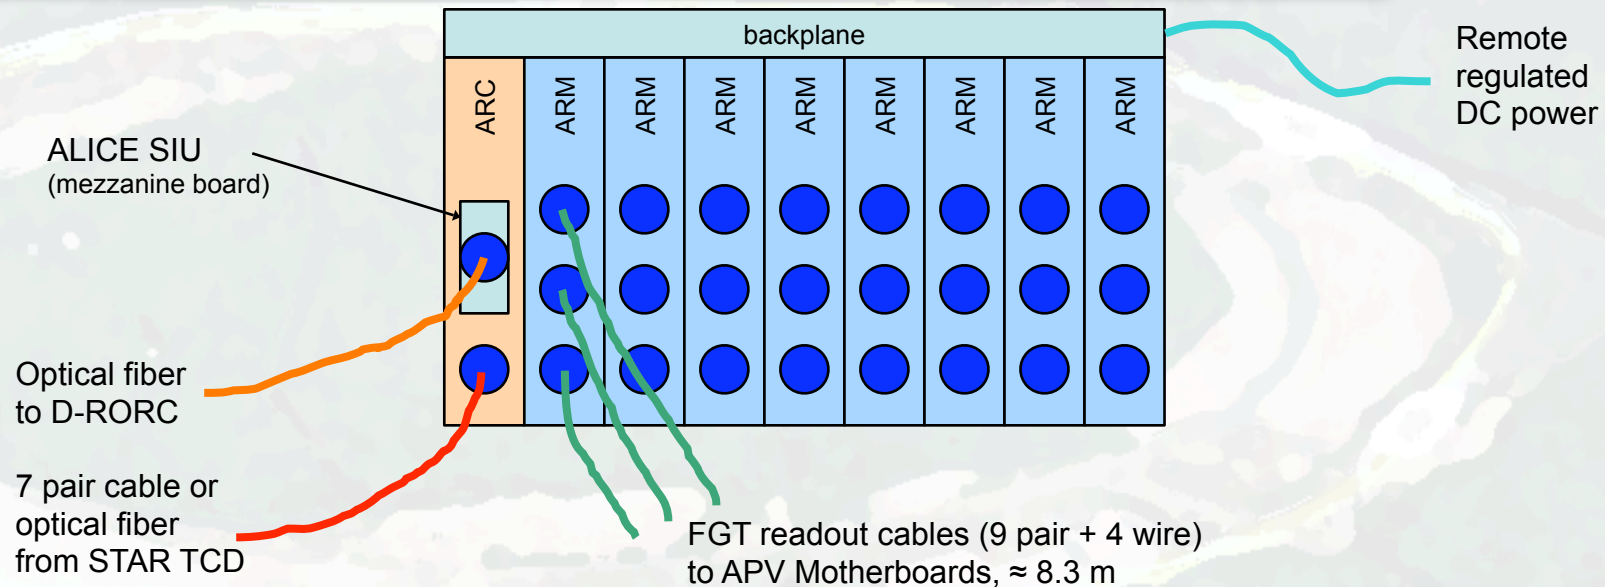 backplane
Remote
regulated
DC power
ARC
ARM
ARM
ARM
ARM
ARM
ARM
ARM
ARM
ALICE SIU
(mezzanine board)
Optical fiber
to D-RORC
7 pair cable or
optical fiber
from STAR TCD
FGT readout cables (9 pair + 4 wire)
to APV Motherboards, ≈ 8.3 m